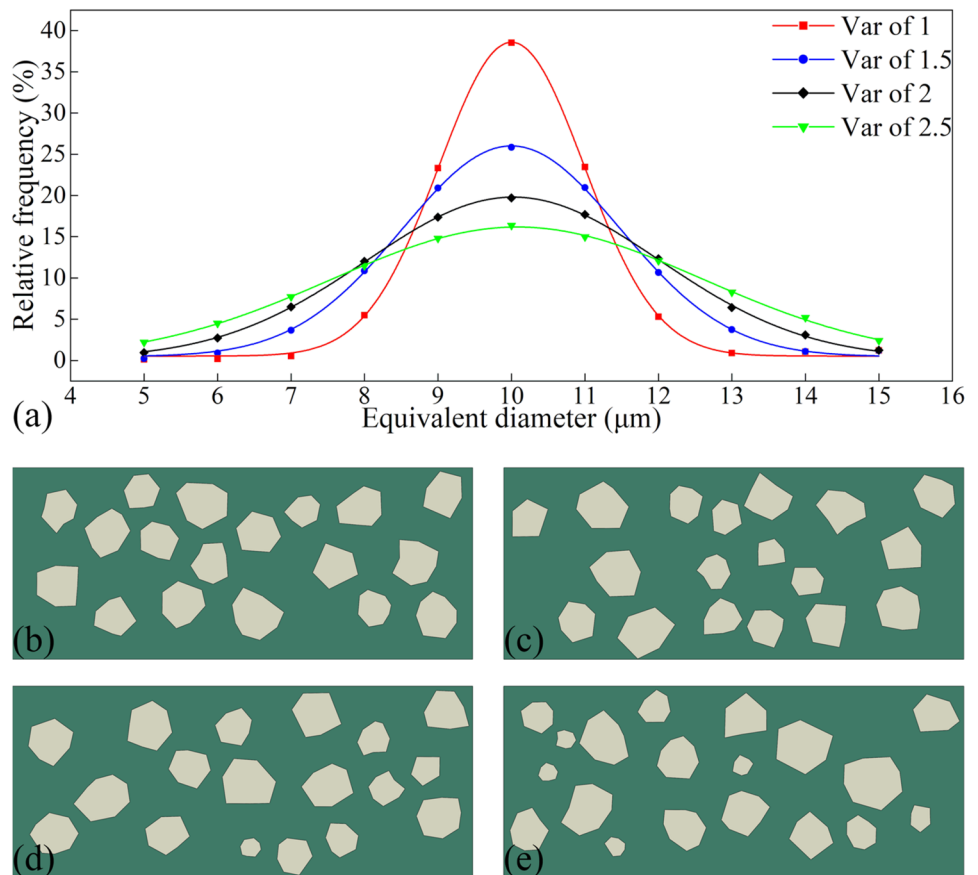 40
35
30
25
20
15
10
5
0
Relative frequency (%)
Var of 1
Var of 1.5
Var of 2
Var of 2.5
4 5 6 7 8 9 10 11 12 13 14 15 16
(a)
Equivalent diameter (μm)
(b)
(c)
(d)
(e)